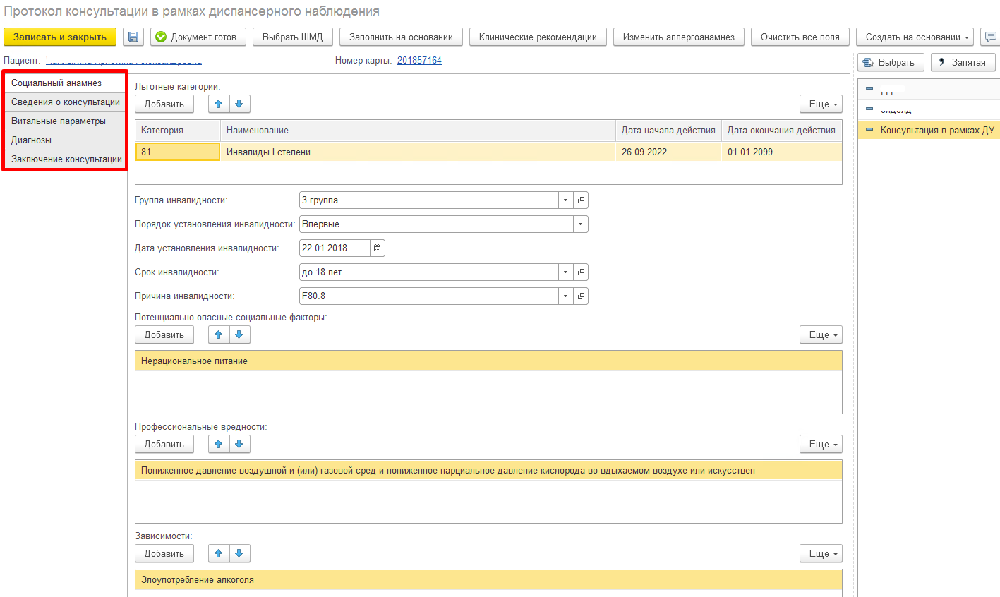 Протокол консультации в рамках диспансерного наблюдения
Записать и закрыть
Документ готов
Выбрать ШМД
Заполнить на основании
Клинические рекомендации
Изменить аллергоанамнез
Очистить все поля
Создать на основании
Пациент:
Номер карты: 201857164
Выбрать
Запятая
Социальный анамнез
Сведения о консультации
Витальные параметры
Диагнозы
Заключение консультации
Консультация в рамках ДУ
Льготные категории:
Добавить
Еще
Категория Наименование Дата начала действия Дата окончания действия
81 Инвалиды I степени 26.09.2022 01.01.2099
Группа инвалидности: 3 группа
Порядок установления инвалидности: Впервые
Дата установления инвалидности: 22.01.2018
Срок инвалидности: до 18 лет
Причина инвалидности: F80.8
Потенциально-опасные социальные факторы:
Добавить
Еще
Нерациональное питание
Профессиональные вредности:
Добавить
Еще
Пониженное давление воздушной и (или) газовой сред и пониженное парциальное давление кислорода во вдыхаемом воздухе или искусствен
Зависимости:
Добавить
Еще
Злоупотребление алкоголя